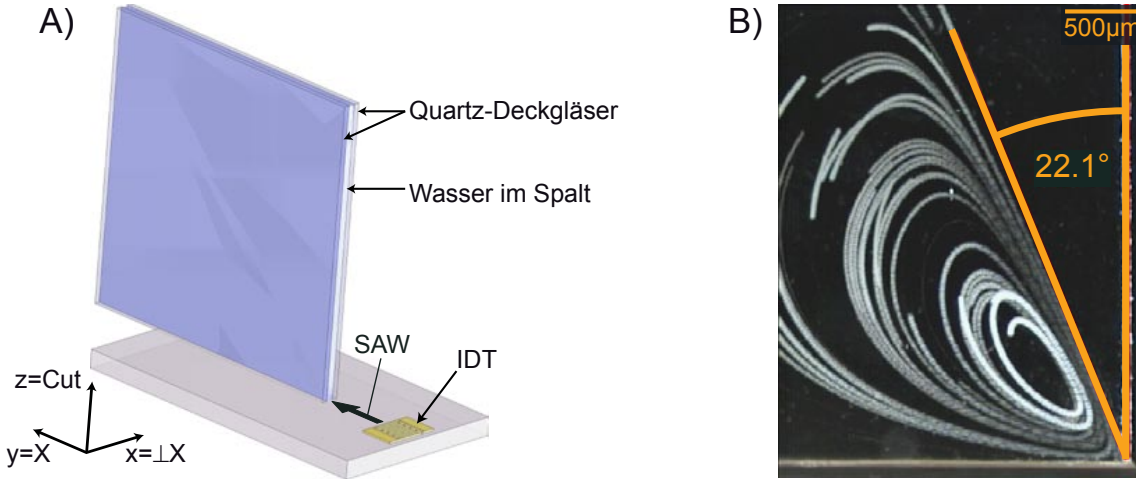 A)
Quartz-Deckgläser
Wasser im Spalt
SAW
IDT
z=Cut
y=X
x=⊥X
B)
500µm
22.1°